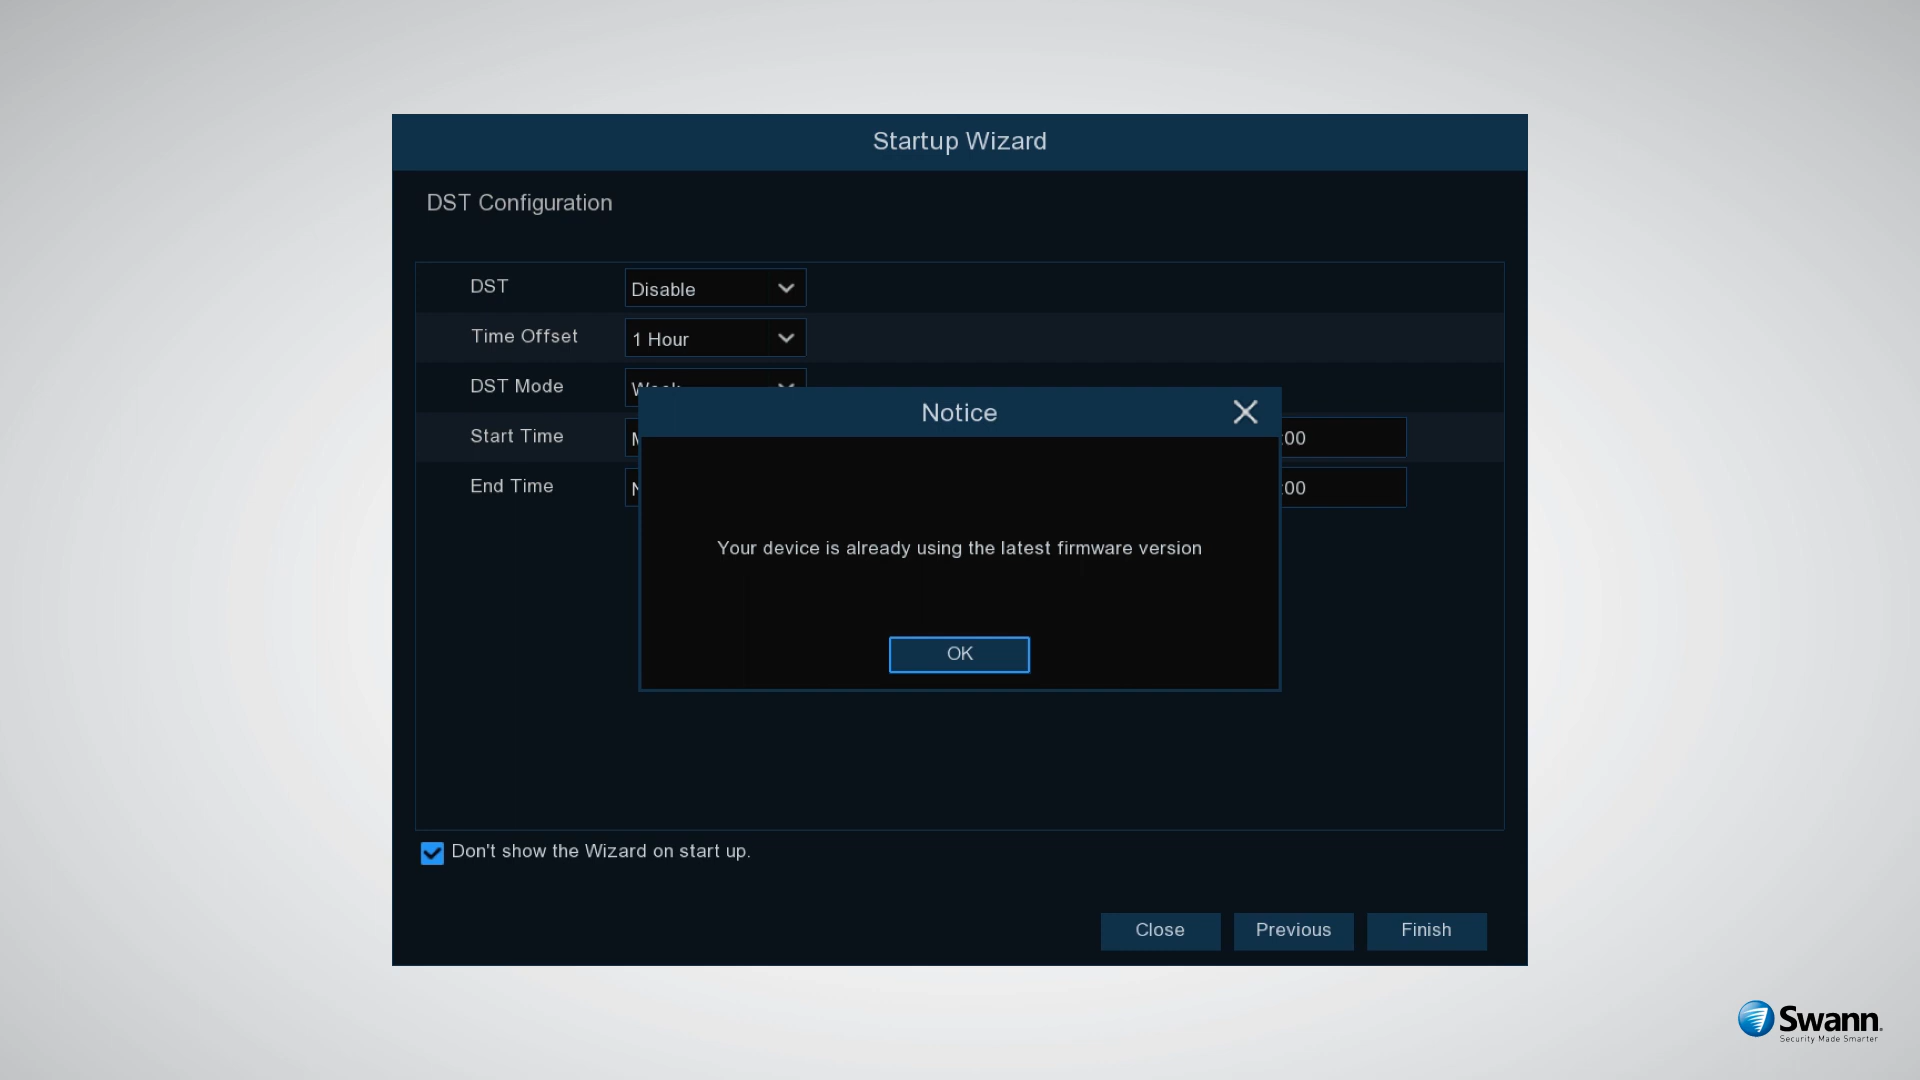 Startup Wizard
DST Configuration
DST Disable
Time Offset 1 Hour
DST Mode
Start Time :00
End Time :00
Notice
Your device is already using the latest firmware version
OK
Don't show the Wizard on start up.
Close Previous Finish
Swann
Security Made Smarter